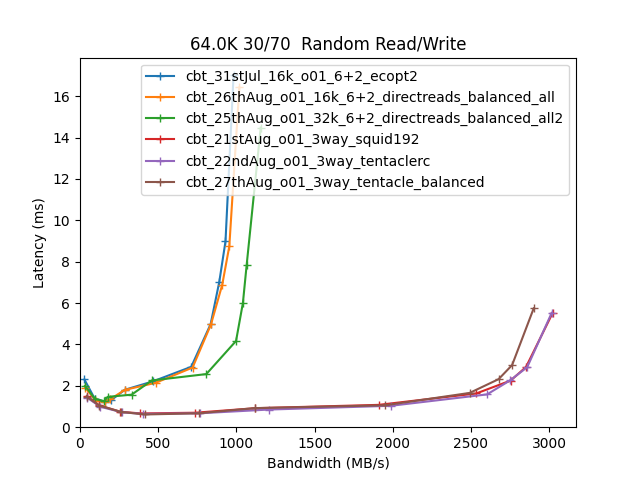 64.0K 30/70  Random Read/Write
cbt_31stJul_16k_o01_6+2_ecopt2
cbt_26thAug_o01_16k_6+2_directreads_balanced_all
cbt_25thAug_o01_32k_6+2_directreads_balanced_all2
cbt_21stAug_o01_3way_squid192
cbt_22ndAug_o01_3way_tentaclerc
cbt_27thAug_o01_3way_tentacle_balanced
Latency (ms)
16
14
12
10
8
6
4
2
0
0 500 1000 1500 2000 2500 3000
Bandwidth (MB/s)